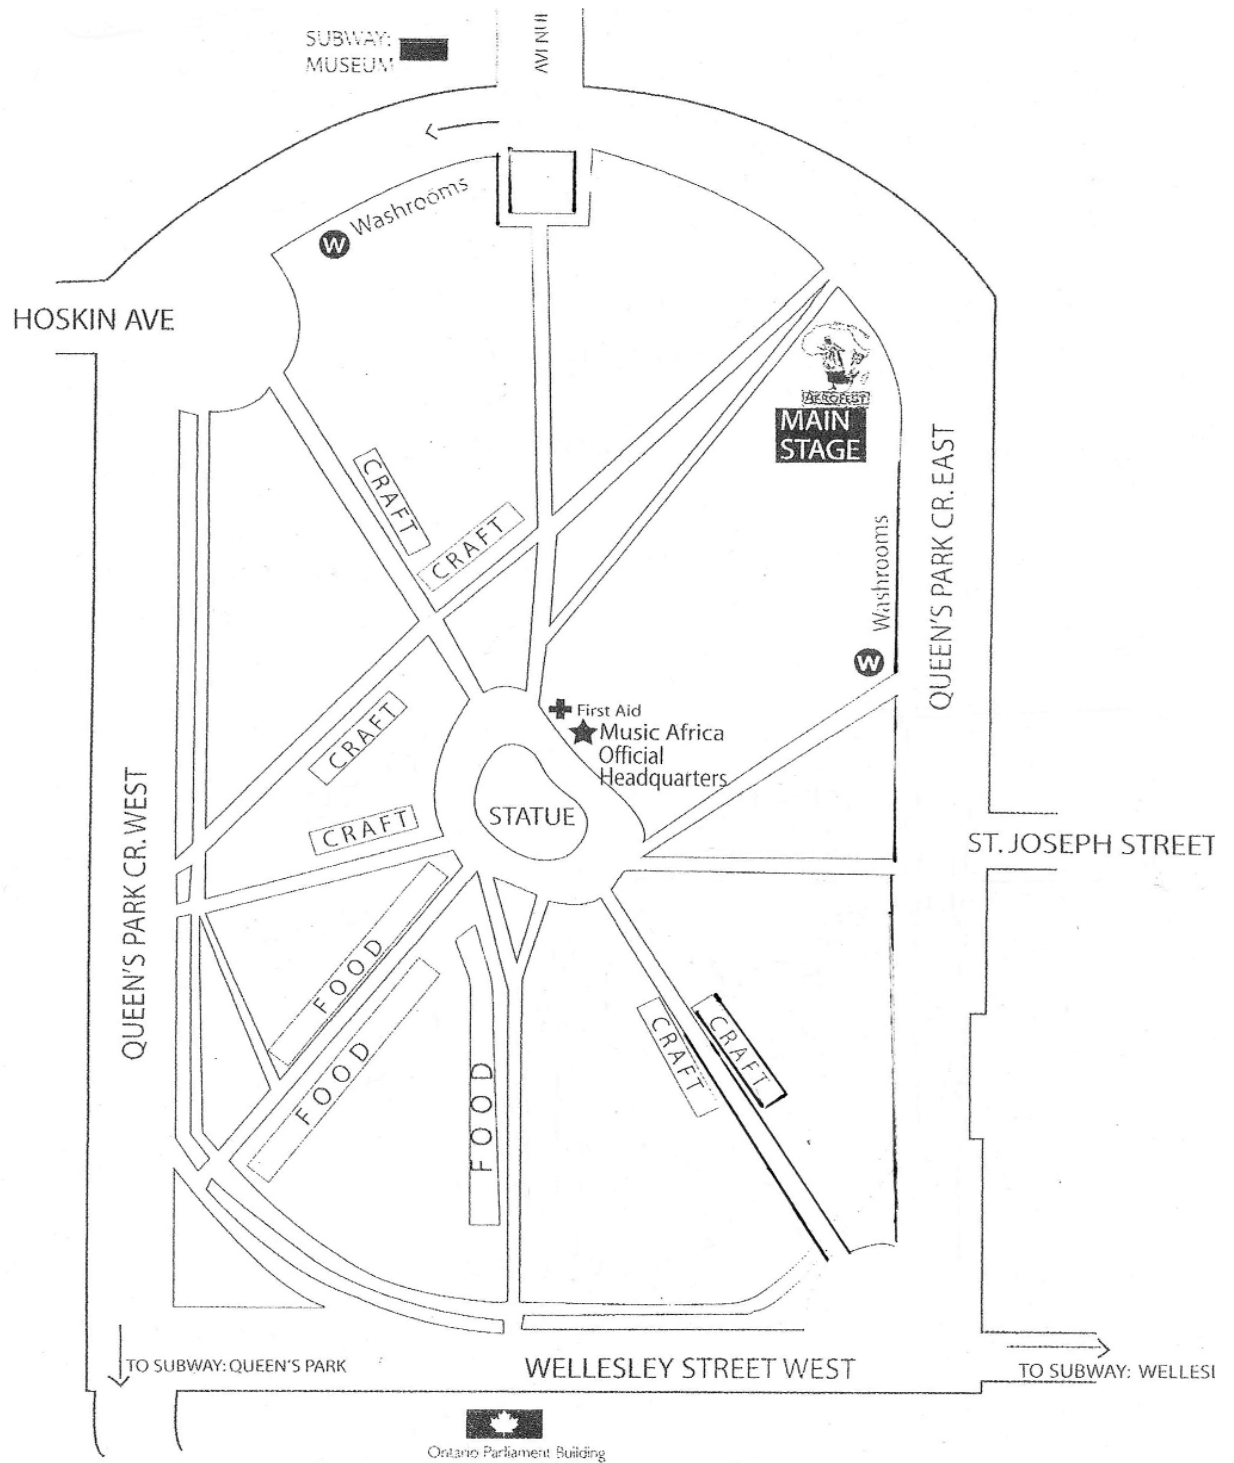 SUBWAY:
MUSEUM
W Washrooms
HOSKIN AVE
AFROFEST
MAIN
STAGE
CRAFT
CRAFT
QUEEN'S PARK CR. EAST
Washrooms
W
CRAFT
First Aid
Music Africa
Official
Headquarters
STATUE
CRAFT
ST. JOSEPH STREET
QUEEN'S PARK CR. WEST
FOOD
FOOD
FOOD
CRAFT
CRAFT
TO SUBWAY: QUEEN'S PARK
WELLESLEY STREET WEST
TO SUBWAY: WELLESL
Ontario Parliament Building